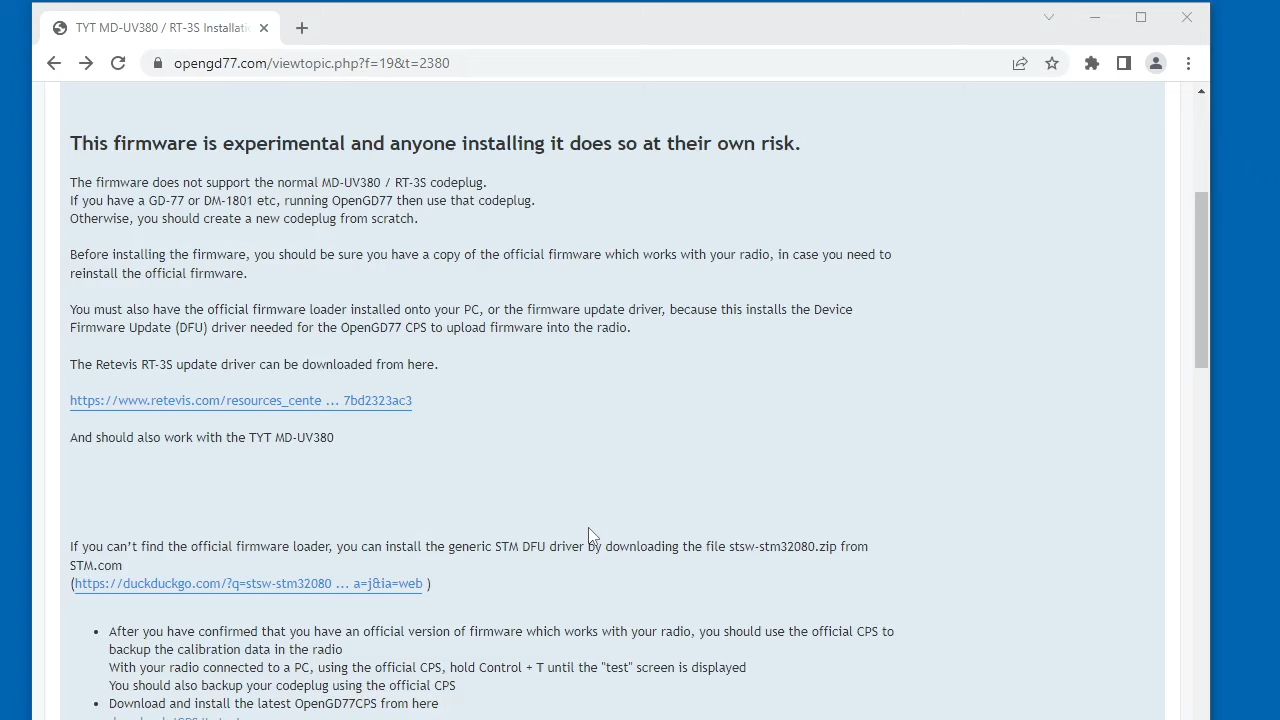 TYT MD-UV380 / RT-3S Installati
opengd77.com/viewtopic.php?f=19&t=2380
This firmware is experimental and anyone installing it does so at their own risk.
The firmware does not support the normal MD-UV380 / RT-3S codeplug.
If you have a GD-77 or DM-1801 etc, running OpenGD77 then use that codeplug.
Otherwise, you should create a new codeplug from scratch.
Before installing the firmware, you should be sure you have a copy of the official firmware which works with your radio, in case you need to
reinstall the official firmware.
You must also have the official firmware loader installed onto your PC, or the firmware update driver, because this installs the Device
Firmware Update (DFU) driver needed for the OpenGD77 CPS to upload firmware into the radio.
The Retevis RT-3S update driver can be downloaded from here.
https://www.retevis.com/resources_cente ... 7bd2323ac3
And should also work with the TYT MD-UV380
If you can’t find the official firmware loader, you can install the generic STM DFU driver by downloading the file stsw-stm32080.zip from
STM.com
(https://duckduckgo.com/?q=stsw-stm32080 ... a=j&ia=web )
• After you have confirmed that you have an official version of firmware which works with your radio, you should use the official CPS to
backup the calibration data in the radio
With your radio connected to a PC, using the official CPS, hold Control + T until the "test" screen is displayed
You should also backup your codeplug using the official CPS
• Download and install the latest OpenGD77CPS from here